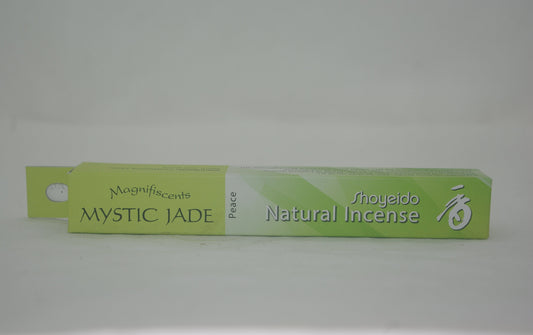 Magnifiscents
MYSTIC JADE
Peace
Shoyeido
Natural Incense
香